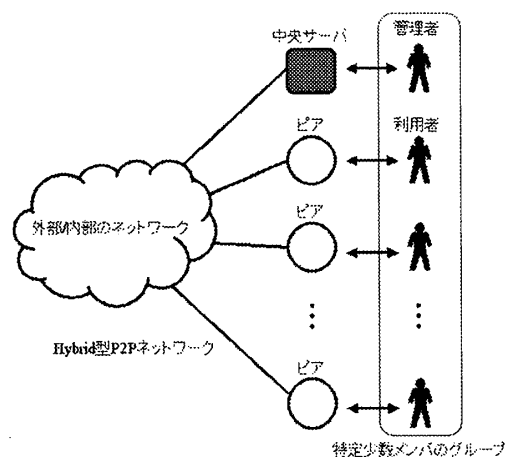 管理者
中央サーバ
ピア
利用者
ピア
外部/内部のネットワーク
Hybrid型P2Pネットワーク
ピア
特定少数メンバのグループ